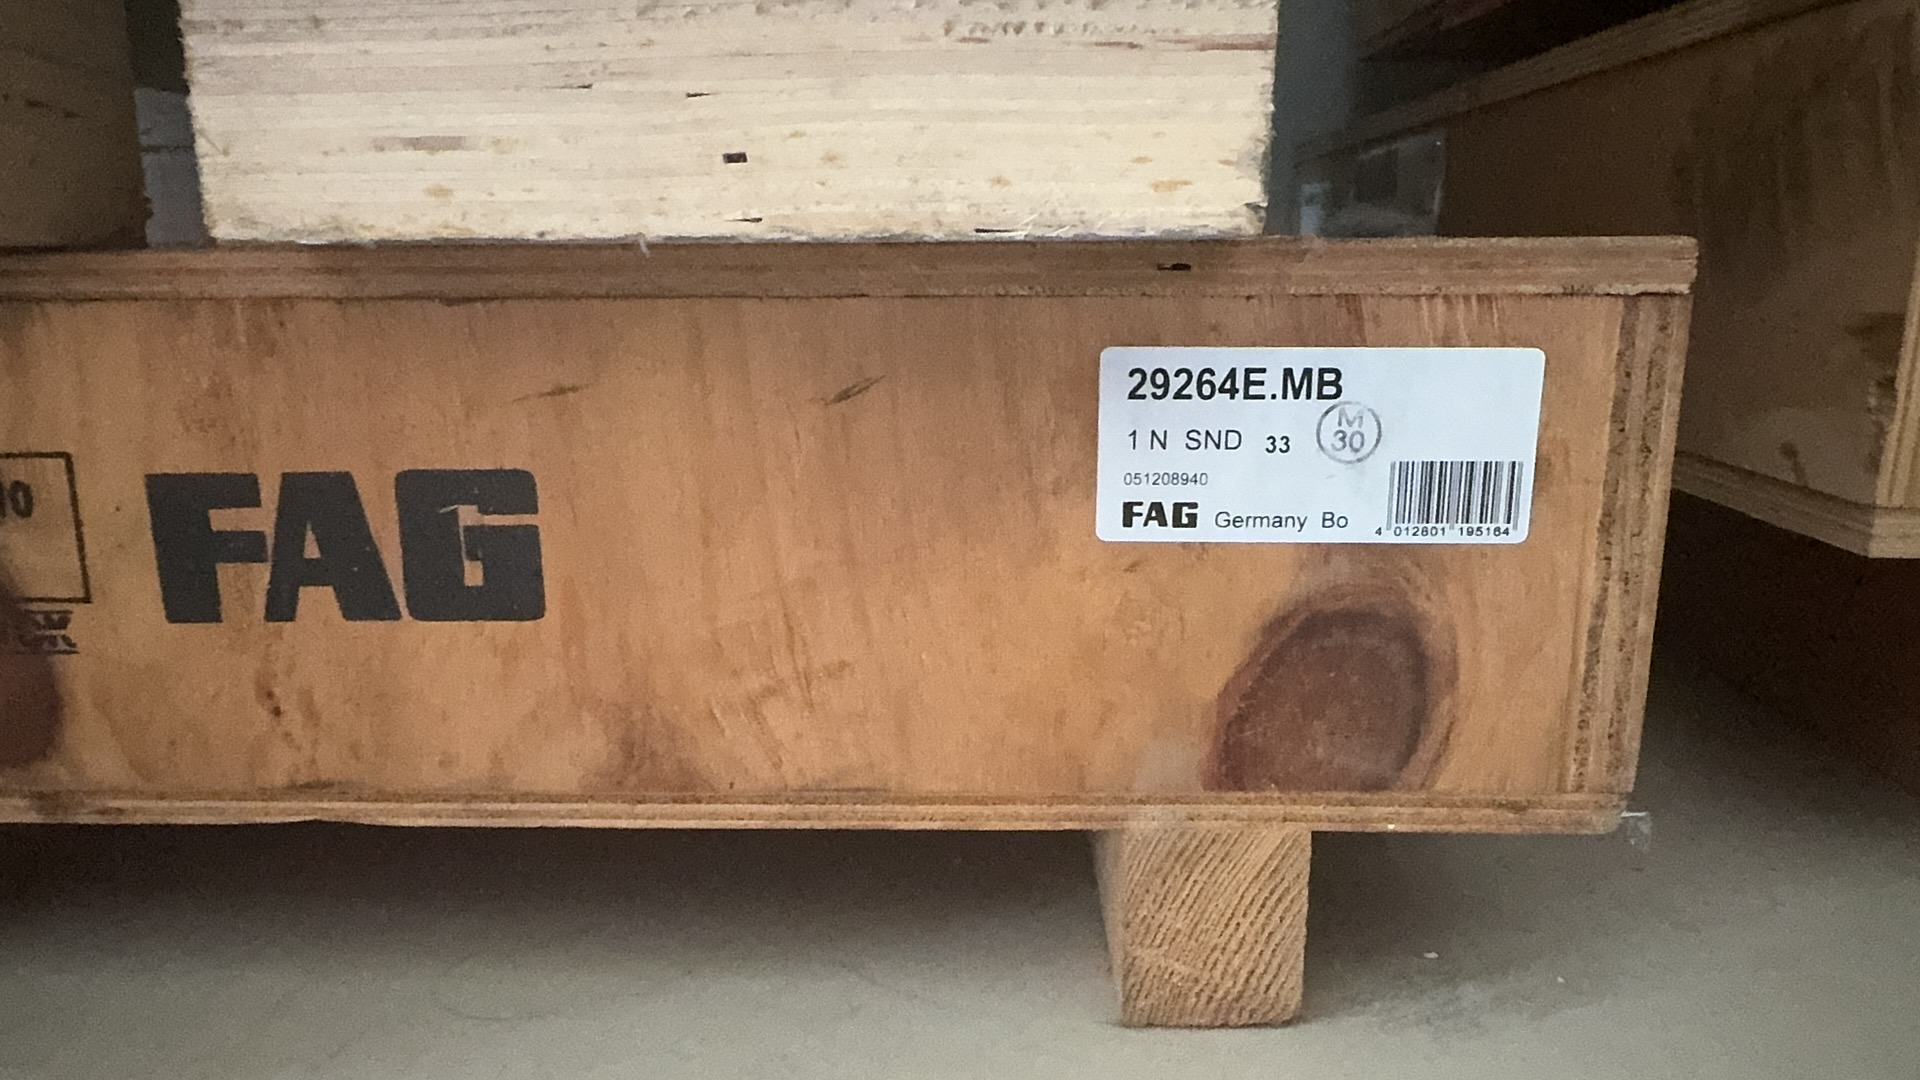 FAG
29264E.MB
1 N SND 33
M
30
051208940
FAG Germany Bo
4 012801 195164